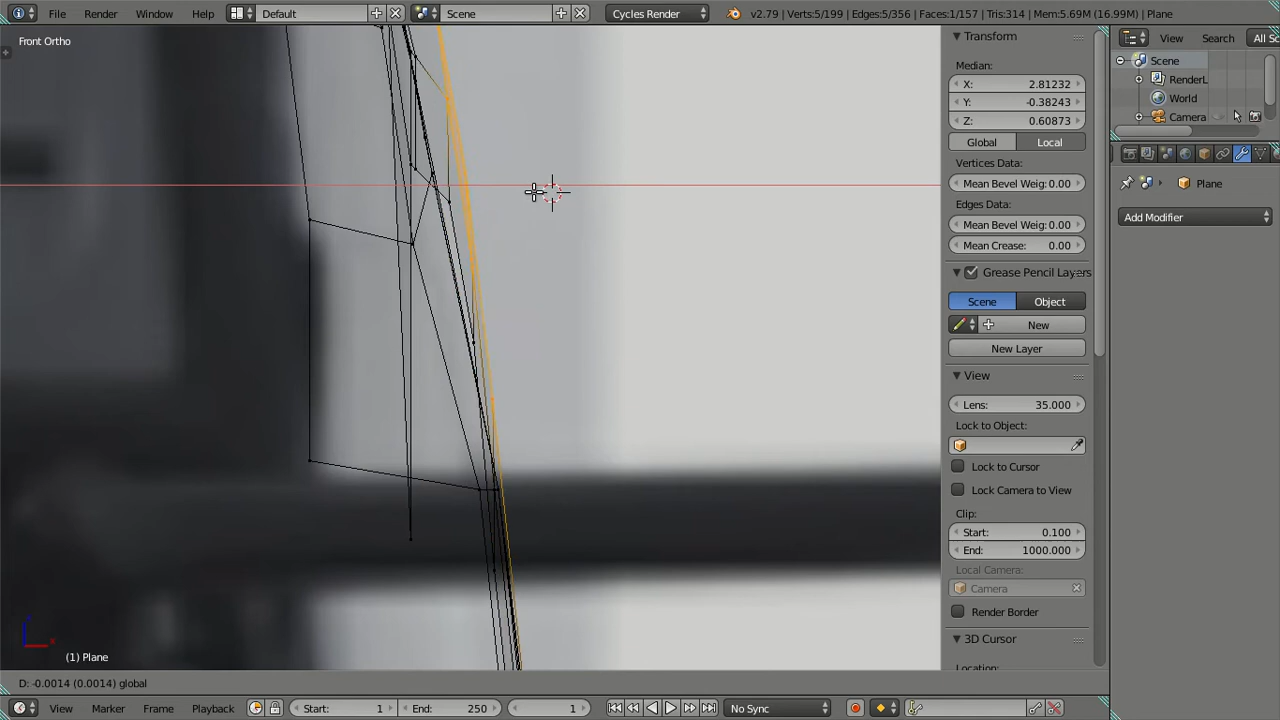 File Render Window Help Default Scene Cycles Render v2.79 | Verts:5/199 | Edges:5/356 | Faces:1/157 | Tris:314 | Mem:5.69M (16.99M) | Plane
Front Ortho
Transform
Median:
X: 2.81232
Y: -0.38243
Z: 0.60873
Global Local
Vertices Data:
Mean Bevel Weig: 0.00
Edges Data:
Mean Bevel Weig: 0.00
Mean Crease: 0.00
Grease Pencil Layers
Scene Object
New
New Layer
View
Lens: 35.000
Lock to Object:
Lock to Cursor
Lock Camera to View
Clip:
Start: 0.100
End: 1000.000
Local Camera:
Camera
Render Border
3D Cursor
Location:
View Search All Sc
Scene
RenderL
World
Camera
Plane
Add Modifier
(1) Plane
D: -0.0014 (0.0014) global
View Marker Frame Playback Start: 1 End: 250 1 No Sync